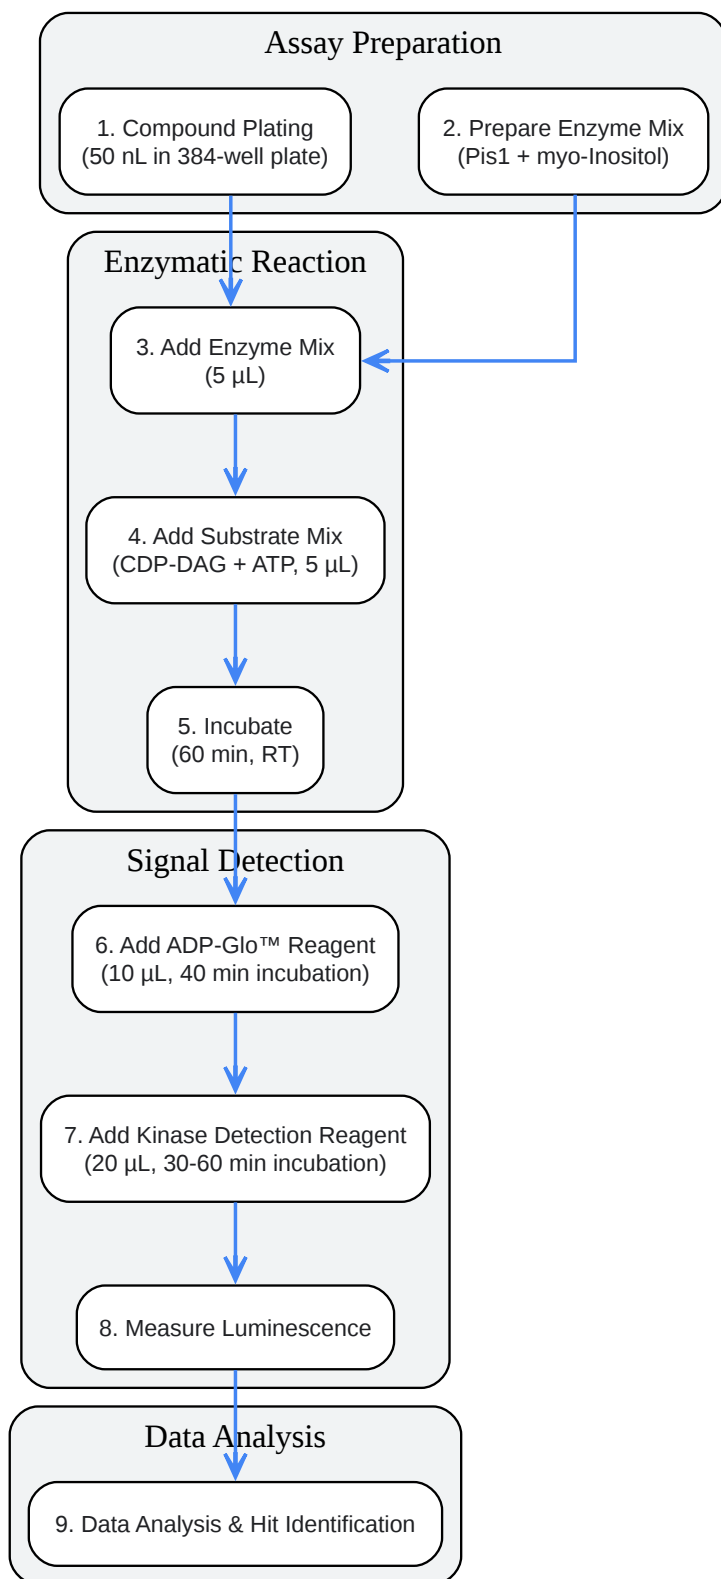 Assay Preparation
1. Compound Plating
(50 nL in 384-well plate)
2. Prepare Enzyme Mix
(Pis1 + myo-Inositol)
Enzymatic Reaction
3. Add Enzyme Mix
(5 µL)
4. Add Substrate Mix
(CDP-DAG + ATP, 5 µL)
5. Incubate
(60 min, RT)
Signal Detection
6. Add ADP-Glo™ Reagent
(10 µL, 40 min incubation)
7. Add Kinase Detection Reagent
(20 µL, 30-60 min incubation)
8. Measure Luminescence
Data Analysis
9. Data Analysis & Hit Identification